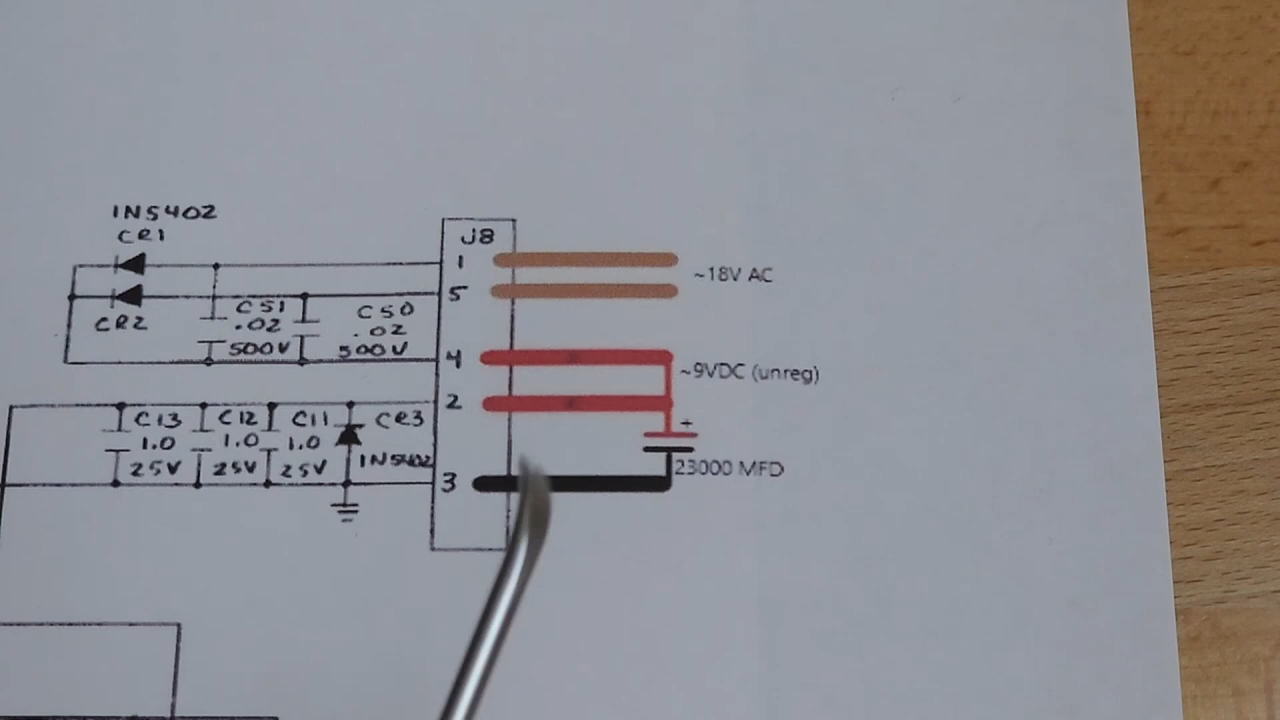 IN5402
CR1
J8
1
~18V AC
5
CR2
C51
.02
500V
C50
.02
500V
4
~9VDC (unreg)
2
C13
1.0
25V
C12
1.0
25V
C11
1.0
25V
CR3
IN5402
+
23000 MFD
3